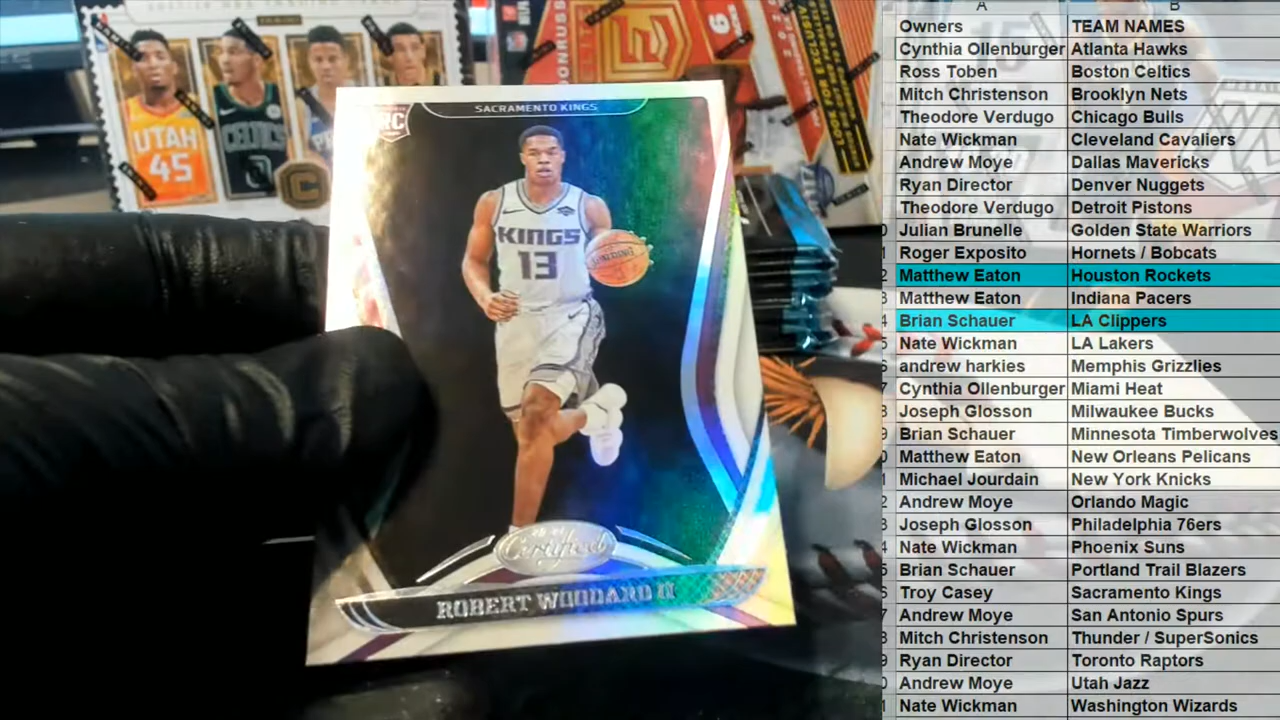 UTAH
45
CELTICS
6
SACRAMENTO KINGS
RC
KINGS
13
SPALDING
Certified
ROBERT WOODARD II
A B
Owners TEAM NAMES
Cynthia Ollenburger Atlanta Hawks
Ross Toben Boston Celtics
Mitch Christenson Brooklyn Nets
Theodore Verdugo Chicago Bulls
Nate Wickman Cleveland Cavaliers
Andrew Moye Dallas Mavericks
Ryan Director Denver Nuggets
Theodore Verdugo Detroit Pistons
Julian Brunelle Golden State Warriors
Roger Exposito Hornets / Bobcats
Matthew Eaton Houston Rockets
Matthew Eaton Indiana Pacers
Brian Schauer LA Clippers
Nate Wickman LA Lakers
andrew harkies Memphis Grizzlies
Cynthia Ollenburger Miami Heat
Joseph Glosson Milwaukee Bucks
Brian Schauer Minnesota Timberwolves
Matthew Eaton New Orleans Pelicans
Michael Jourdain New York Knicks
Andrew Moye Orlando Magic
Joseph Glosson Philadelphia 76ers
Nate Wickman Phoenix Suns
Brian Schauer Portland Trail Blazers
Troy Casey Sacramento Kings
Andrew Moye San Antonio Spurs
Mitch Christenson Thunder / SuperSonics
Ryan Director Toronto Raptors
Andrew Moye Utah Jazz
Nate Wickman Washington Wizards